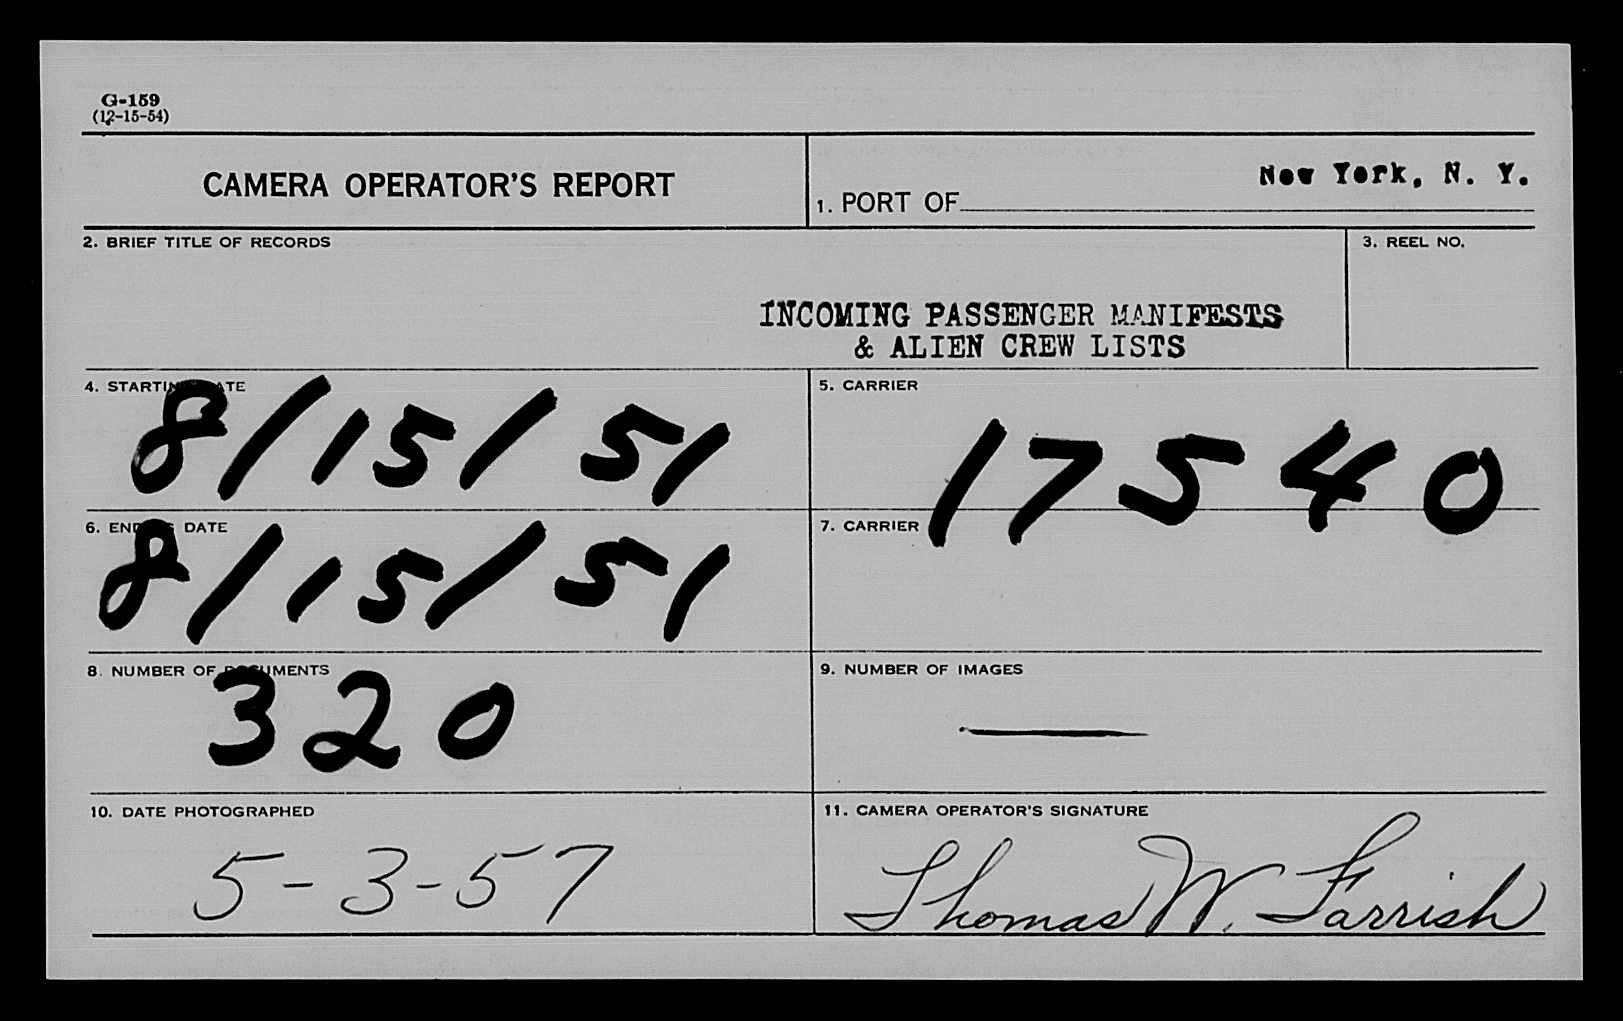 G-159
(12-15-54)
CAMERA OPERATOR'S REPORT
1. PORT OF New York, N. Y.
2. BRIEF TITLE OF RECORDS
INCOMING PASSENGER MANIFESTS
& ALIEN CREW LISTS
3. REEL NO.
4. STARTING DATE
8/15/51
5. CARRIER
17540
6. ENDING DATE
8/15/51
7. CARRIER
8. NUMBER OF DOCUMENTS
320
9. NUMBER OF IMAGES
—
10. DATE PHOTOGRAPHED
5-3-57
11. CAMERA OPERATOR'S SIGNATURE
Thomas W. Farrish